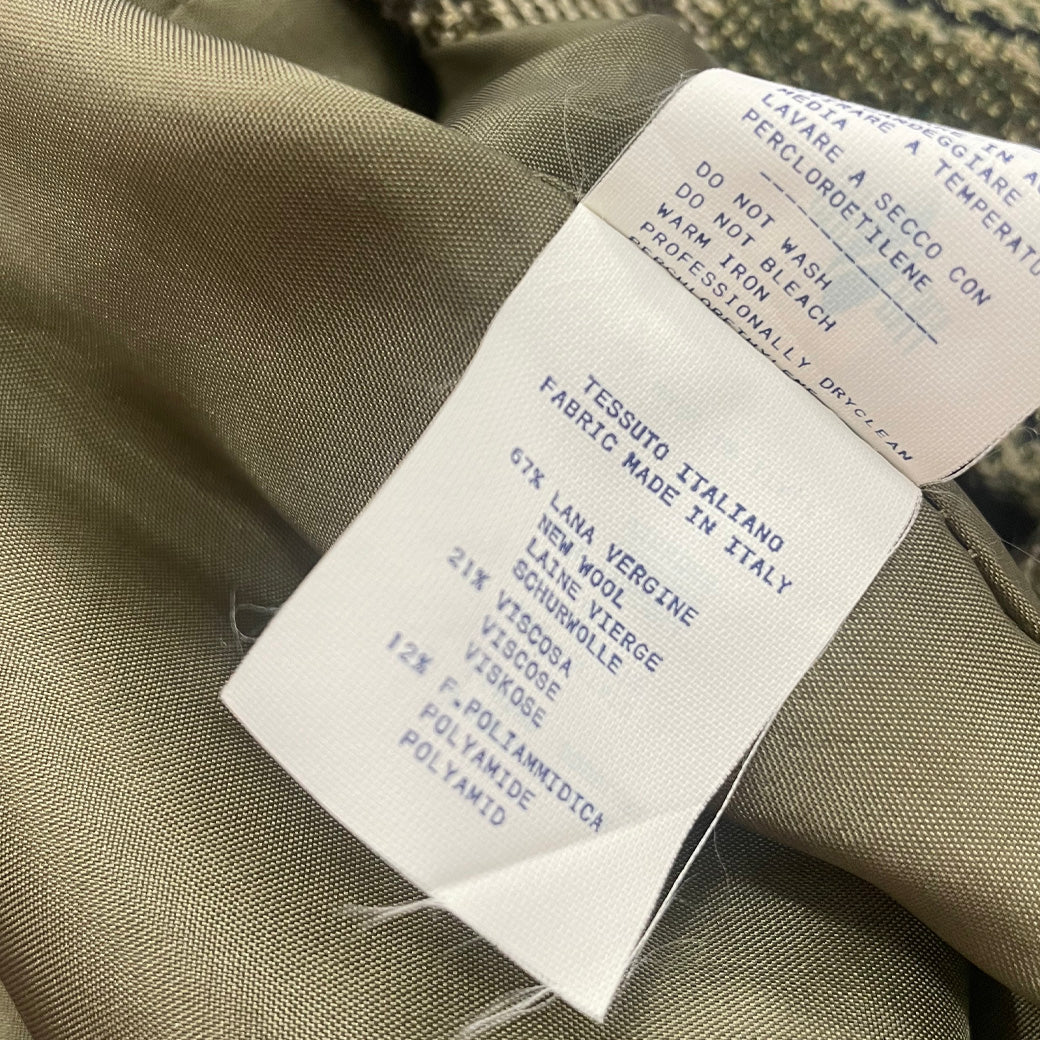 MEDIA
LAVARE A SECCO CON
PERCLOROETILENE
DO NOT WASH
DO NOT BLEACH
WARM IRON
PROFESSIONALLY DRYCLEAN
TESSUTO ITALIANO
FABRIC MADE IN ITALY
67% LANA VERGINE
NEW WOOL
LAINE VIERGE
SCHURWOLLE
21% VISCOSA
VISCOSE
VISKOSE
12% F.POLIAMMIDICA
POLYAMIDE
POLYAMID